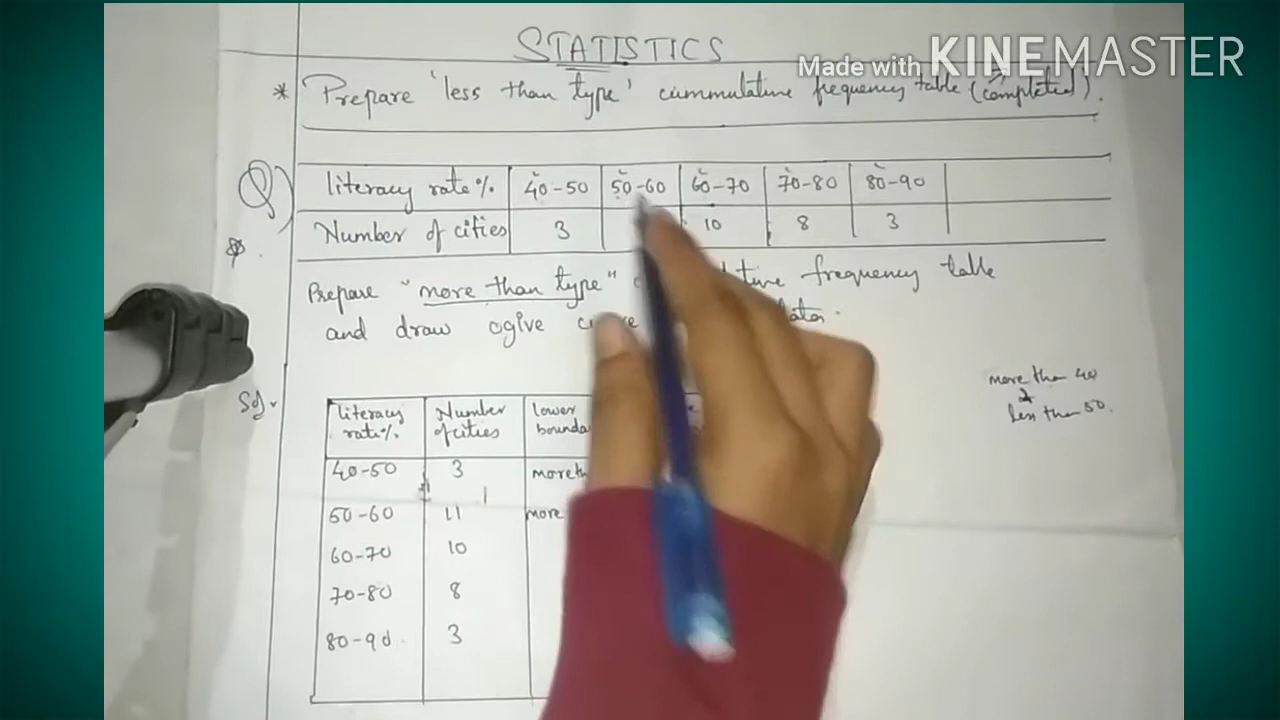 STATISTICS
Made with KINEMASTER
* Prepare 'less than type' cummulative frequency table (completed).
Q) Literacy rate% 40-50 50-60 60-70 70-80 80-90
Number of cities 3 10 8 3
Prepare "more than type" frequency table
and draw ogive
more than 40
&
less than 50.
Sol.
Literacy rate% Number of cities lower
40-50 3
50-60 11 more
60-70 10
70-80 8
80-90 3